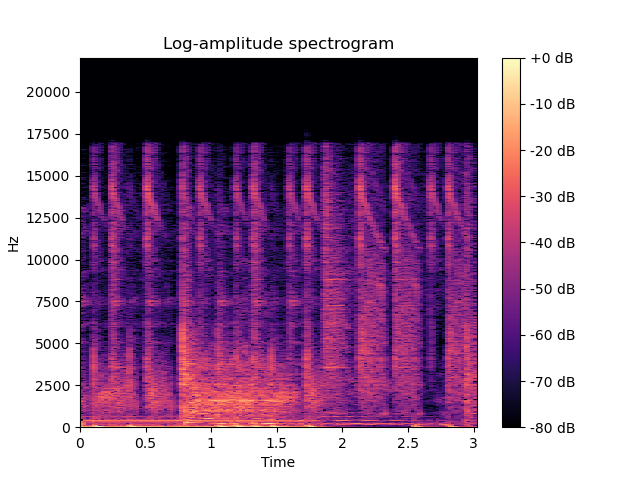 Log-amplitude spectrogram
20000
17500
15000
12500
10000
7500
5000
2500
0
Hz
0 0.5 1 1.5 2 2.5 3
Time
+0 dB
-10 dB
-20 dB
-30 dB
-40 dB
-50 dB
-60 dB
-70 dB
-80 dB